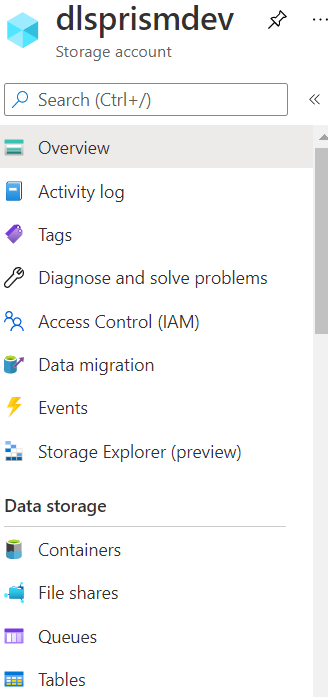 dlsprismdev
Storage account
Search (Ctrl+/)
Overview
Activity log
Tags
Diagnose and solve problems
Access Control (IAM)
Data migration
Events
Storage Explorer (preview)
Data storage
Containers
File shares
Queues
Tables